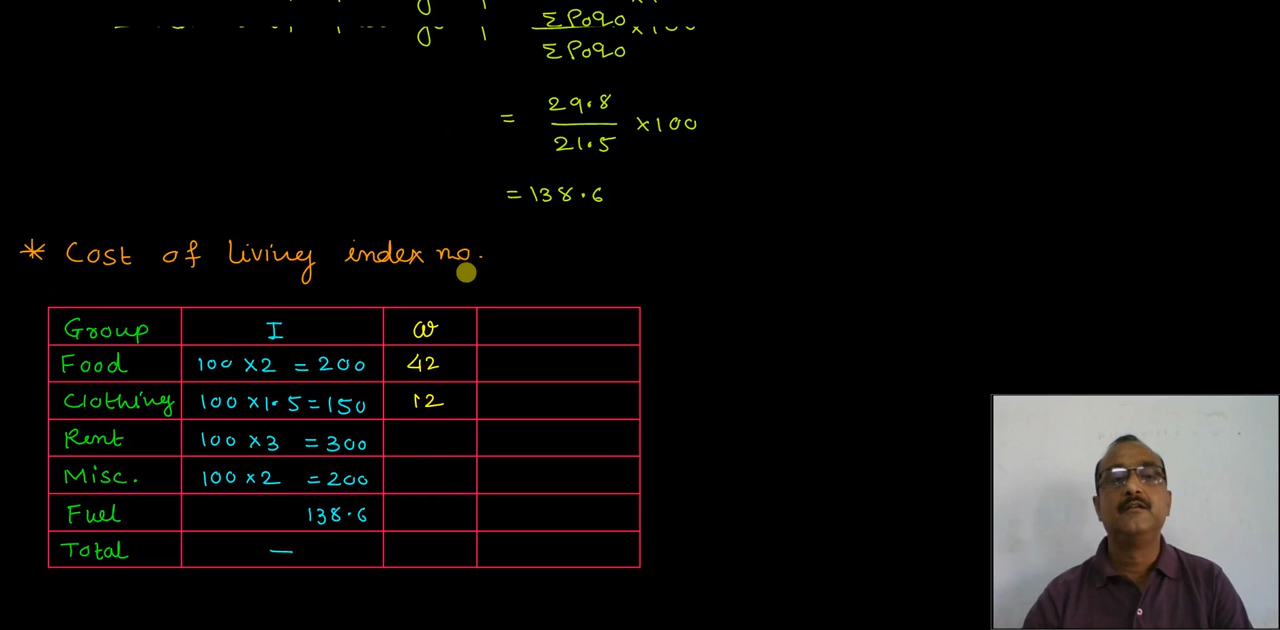 ΣP₀q₀ ×100
ΣP₀q₀
= 29.8 ×100
21.5
= 138.6
* Cost of living index no.
Group I ω
Food 100 ×2 = 200 42
Clothing 100 ×1.5 = 150 12
Rent 100 ×3 = 300
Misc. 100 ×2 = 200
Fuel 138.6
Total —